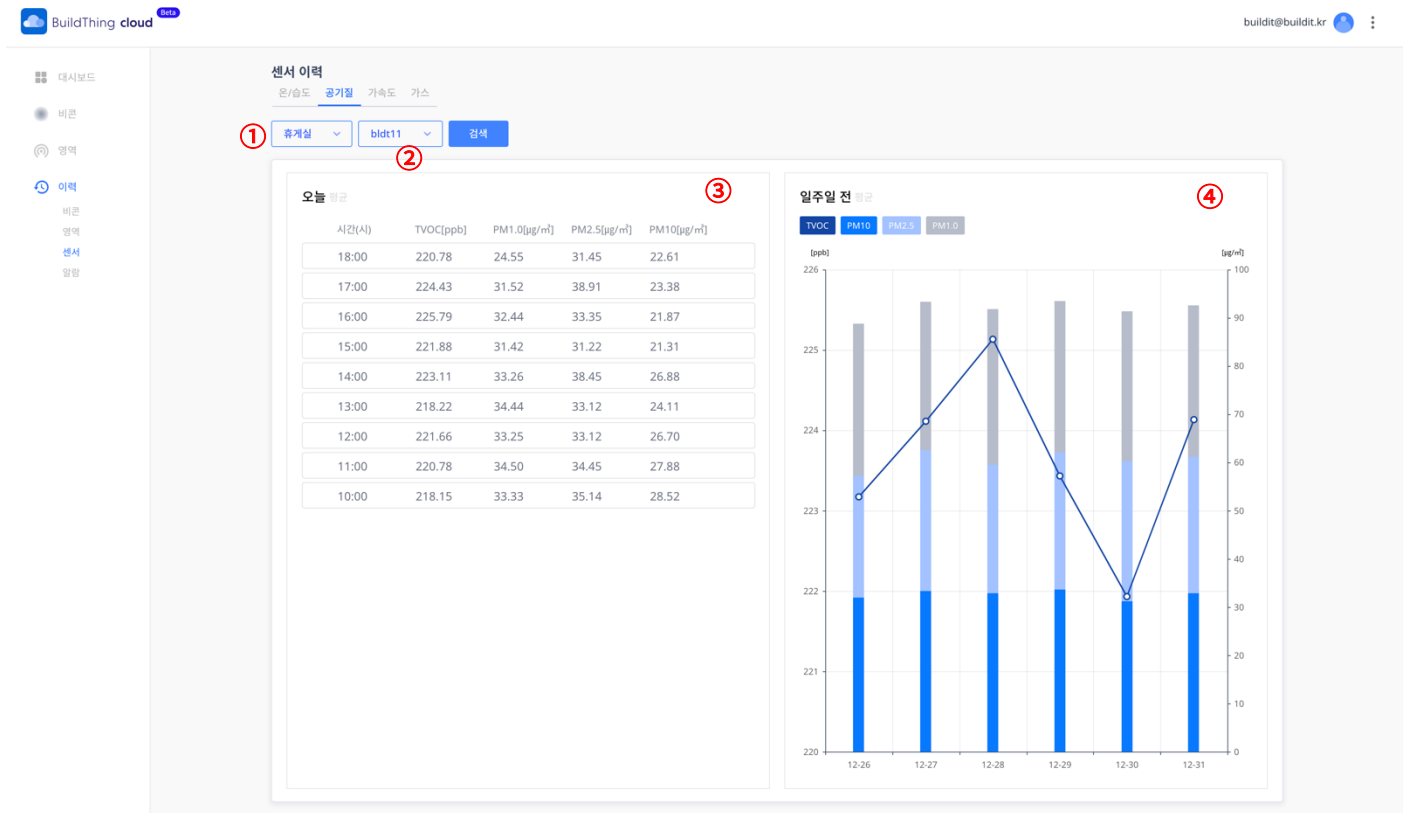 BuildThing cloud Beta
buildit@buildit.kr
대시보드
비콘
영역
이력
비콘
영역
센서
알람
센서 이력
온/습도 공기질 가속도 가스
① 휴게실 bldt11 검색
②
오늘 평균 ③
시간(시) TVOC[ppb] PM1.0[µg/㎥] PM2.5[µg/㎥] PM10[µg/㎥]
18:00 220.78 24.55 31.45 22.61
17:00 224.43 31.52 38.91 23.38
16:00 225.79 32.44 33.35 21.87
15:00 221.88 31.42 31.22 21.31
14:00 223.11 33.26 38.45 26.88
13:00 218.22 34.44 33.12 24.11
12:00 221.66 33.25 33.12 26.70
11:00 220.78 34.50 34.45 27.88
10:00 218.15 33.33 35.14 28.52
일주일 전 평균 ④
TVOC PM10 PM2.5 PM1.0
[ppb] [µg/㎥]
226 100
90
225
80
70
224
60
223 50
40
222
30
221 20
10
220 0
12-26 12-27 12-28 12-29 12-30 12-31